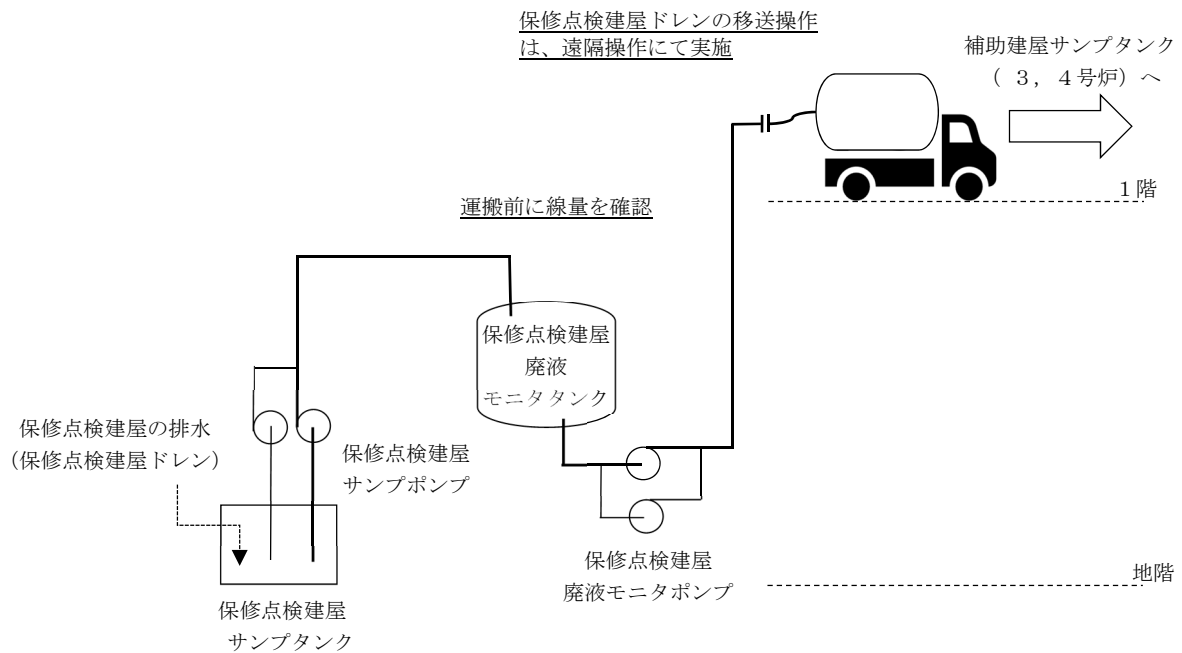 保修点検建屋ドレンの移送操作
は、遠隔操作にて実施
補助建屋サンプタンク
（ ３，４号炉）へ
１階
運搬前に線量を確認
保修点検建屋
廃液
モニタタンク
保修点検建屋の排水
（保修点検建屋ドレン）
保修点検建屋
サンプポンプ
保修点検建屋
廃液モニタポンプ
地階
保修点検建屋
サンプタンク